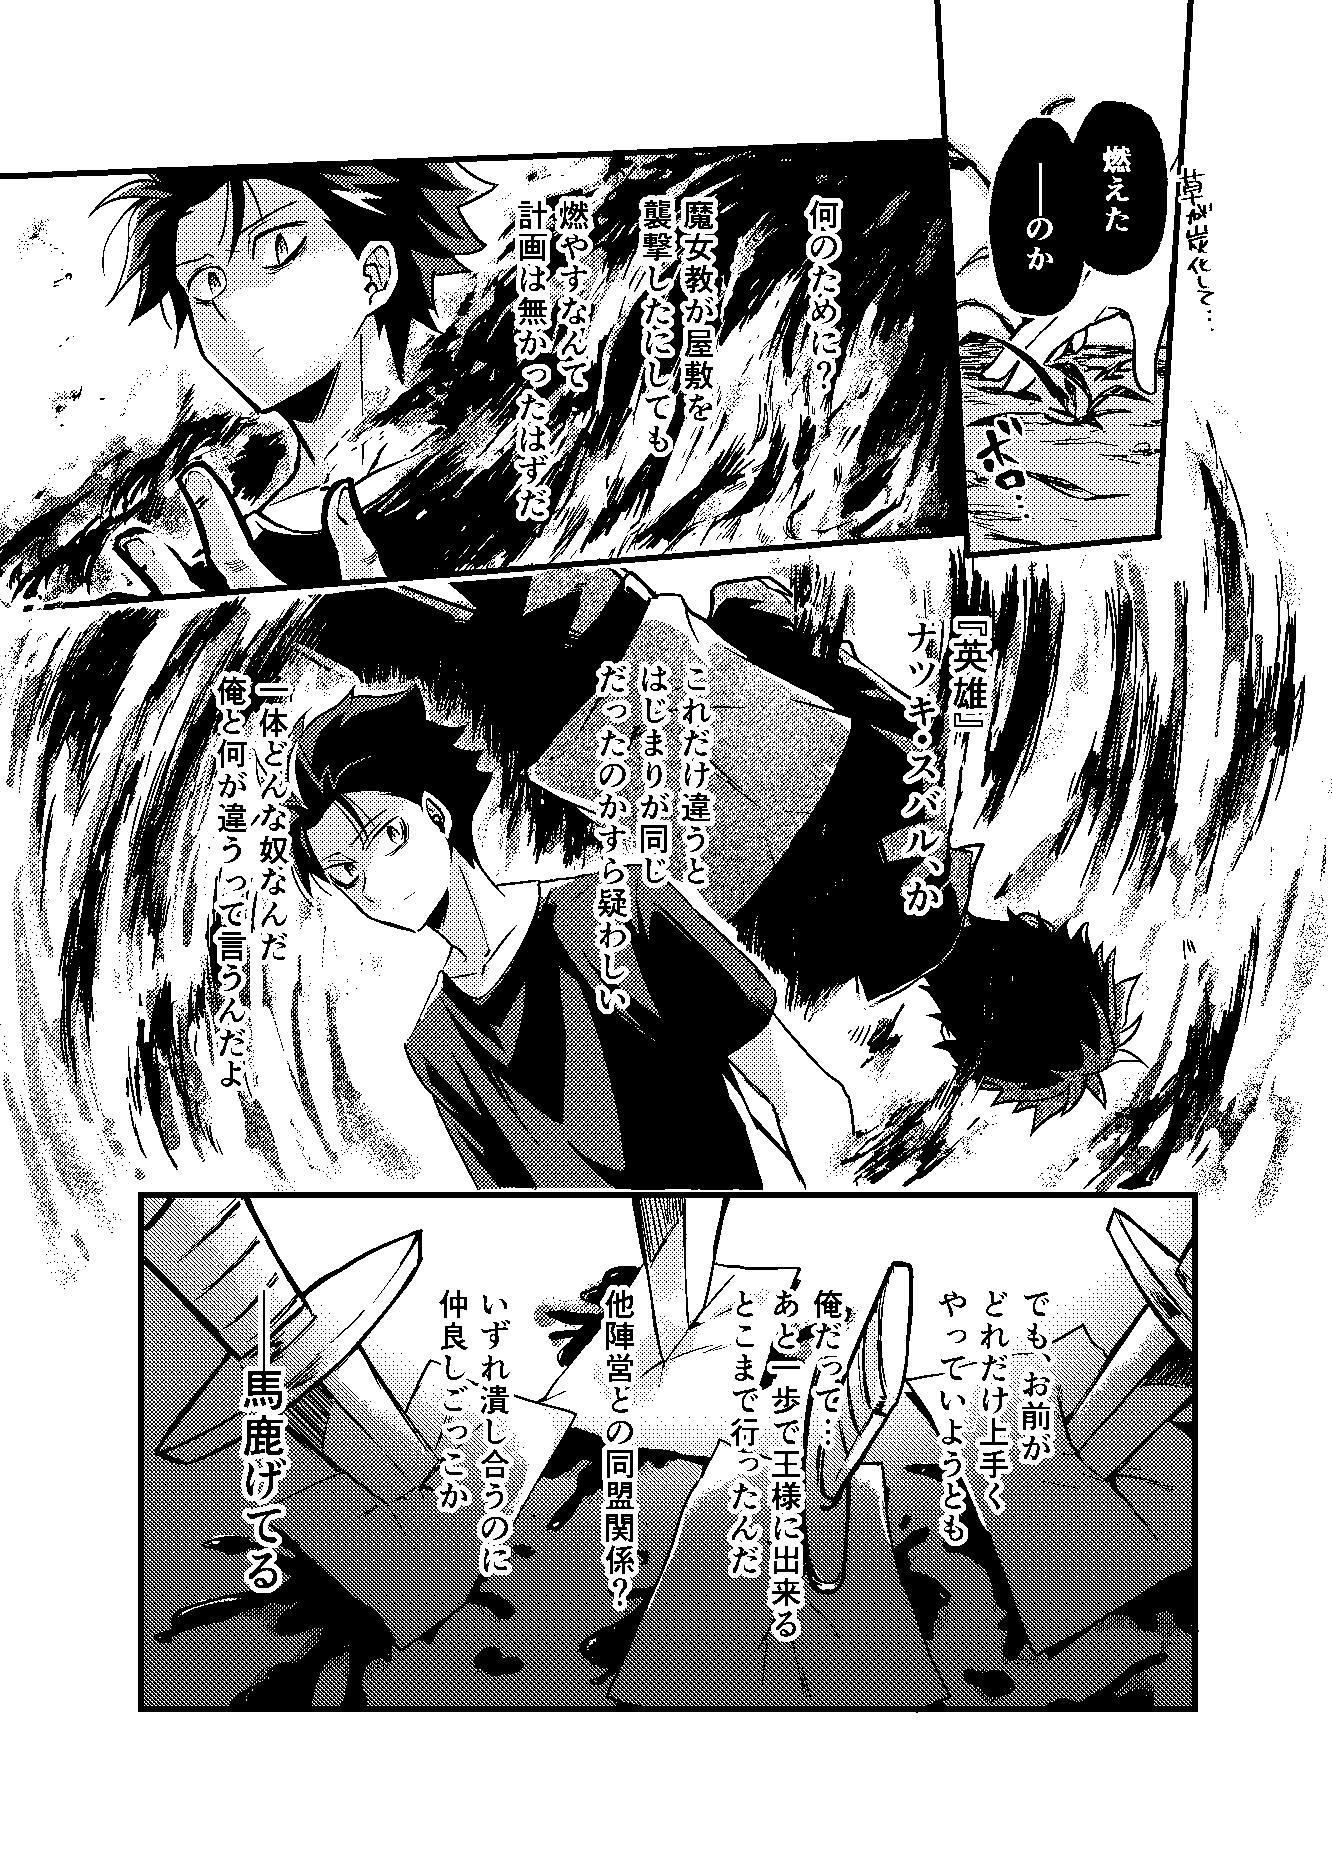 草が炭化して…
燃えた
──のか
ボロ…
何のために?
魔女教が屋敷を
襲撃したにしても
燃やすなんて
計画は無かったはずだ
『英雄』
ナツキ・スバル、か
これだけ違うと
はじまりが同じ
だったのかすら疑わしい
一体どんな奴なんだ
俺と何が違うって言うんだよ
でも、お前が
どれだけ上手く
やっていようとも
俺だって…
あと一歩で王様に出来る
とこまで行ったんだ
他陣営との同盟関係?
いずれ潰し合うのに
仲良しごっこか
──馬鹿げてる